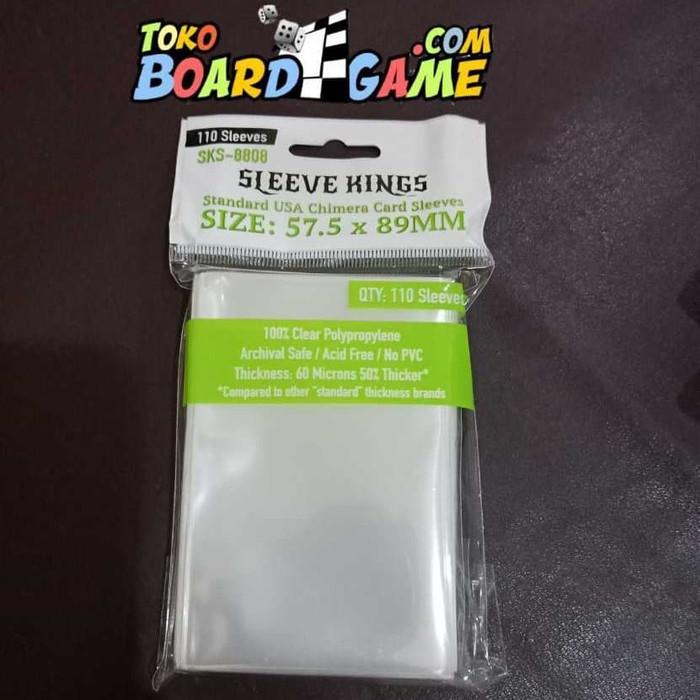 TOKO
BOARD GAME
.COM
110 Sleeves
SKS-8808
SLEEVE KINGS
Standard USA Chimera Card Sleeves
SIZE: 57.5 x 89MM
QTY: 110 Sleeves
100% Clear Polypropylene
Archival Safe / Acid Free / No PVC
Thickness: 60 Microns 50% Thicker*
*Compared to other "standard" thickness brands